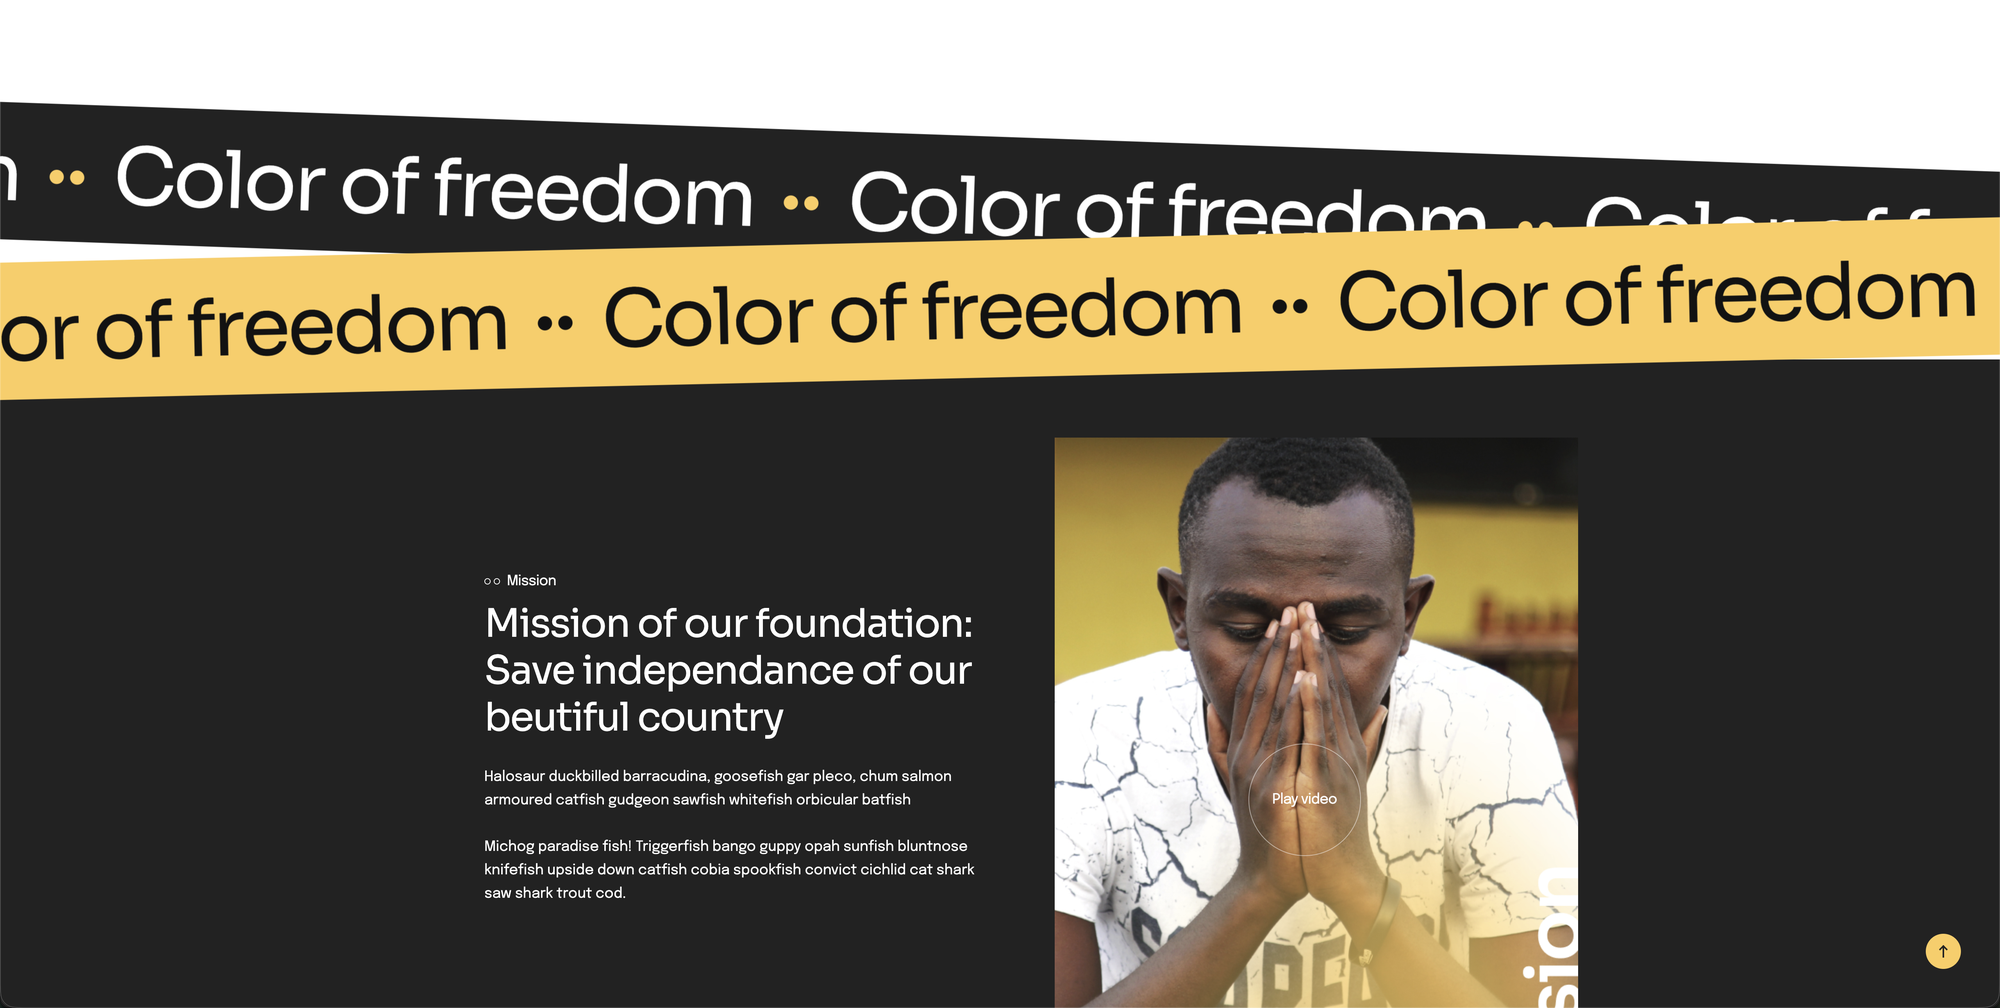 Color of freedom Color of freedom
of freedom Color of freedom Color of freedom
Mission
Mission of our foundation:
Save independance of our
beutiful country
Halosaur duckbilled barracudina, goosefish gar pleco, chum salmon
armoured catfish gudgeon sawfish whitefish orbicular batfish
Michog paradise fish! Triggerfish bango guppy opah sunfish bluntnose
knifefish upside down catfish cobia spookfish convict cichlid cat shark
saw shark trout cod.
Play video